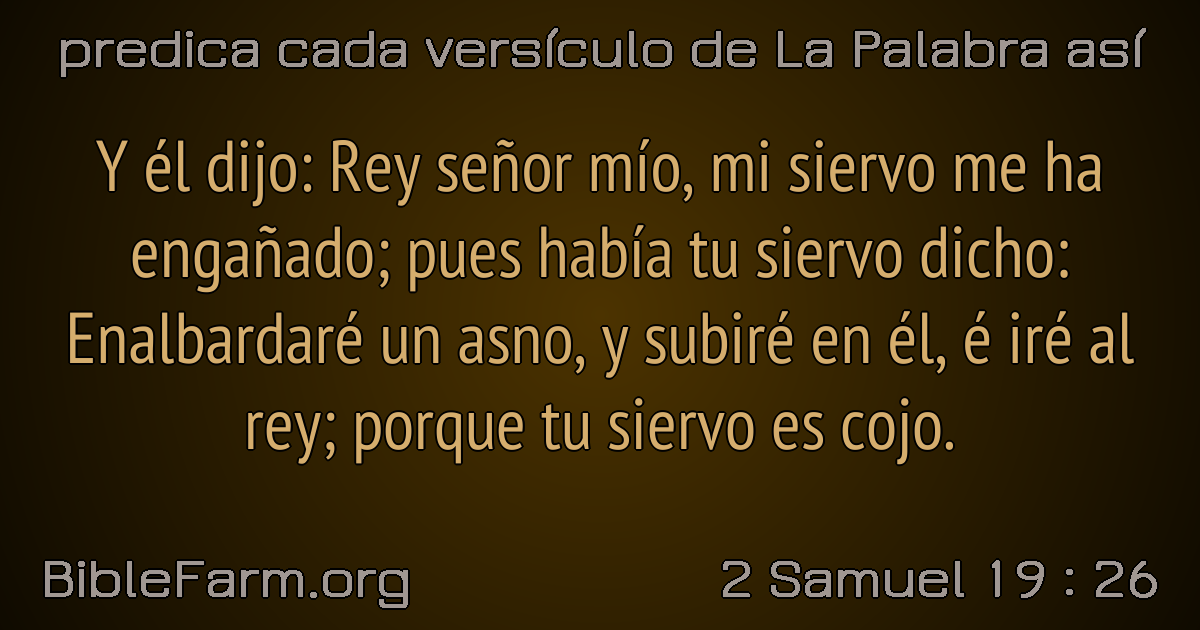 predica cada versículo de La Palabra así
Y él dijo: Rey señor mío, mi siervo me ha
engañado; pues había tu siervo dicho:
Enalbardaré un asno, y subiré en él, é iré al
rey; porque tu siervo es cojo.
BibleFarm.org
2 Samuel 19 : 26